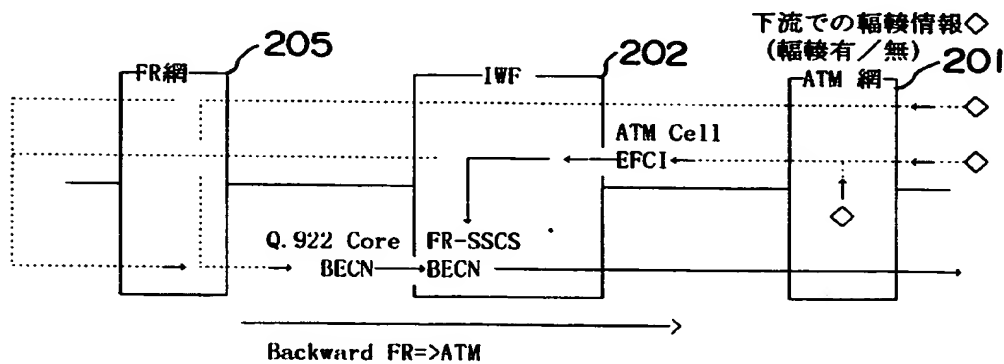 下流での輻輳情報◇
(輻輳有／無)
205
202
201
FR網
IWF
ATM 網
ATM Cell
EFCI
Q.922 Core
FR-SSCS
BECN
BECN
Backward FR=>ATM